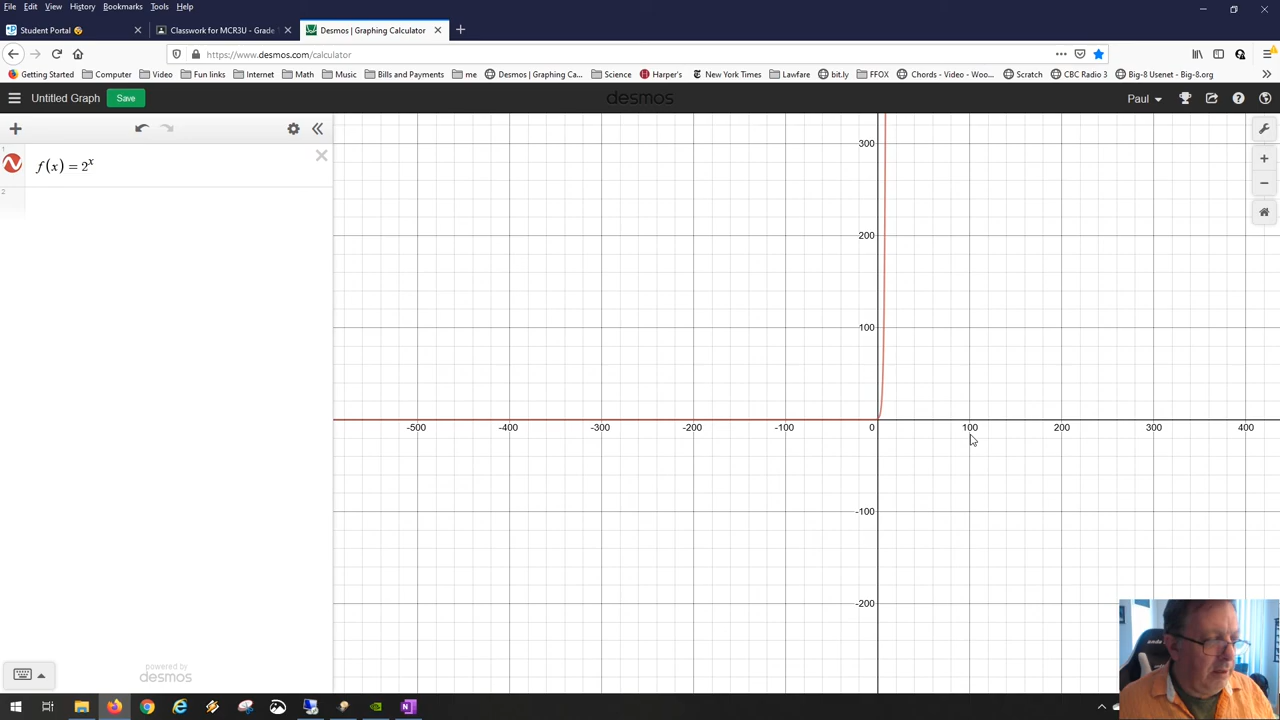 File Edit View History Bookmarks Tools Help
Student Portal Classwork for MCR3U - Grade Desmos | Graphing Calculator
https://www.desmos.com/calculator
Getting Started Computer Video Fun links Internet Math Music Bills and Payments me Desmos | Graphing Ca... Science Harper's New York Times Lawfare bit.ly FFOX Chords - Video - Woo... Scratch CBC Radio 3 Big-8 Usenet - Big-8.org
Untitled Graph Save desmos Paul
1
f(x) = 2^x
2
300
200
100
-500 -400 -300 -200 -100 0 100 200 300 400
-100
-200
powered by
desmos